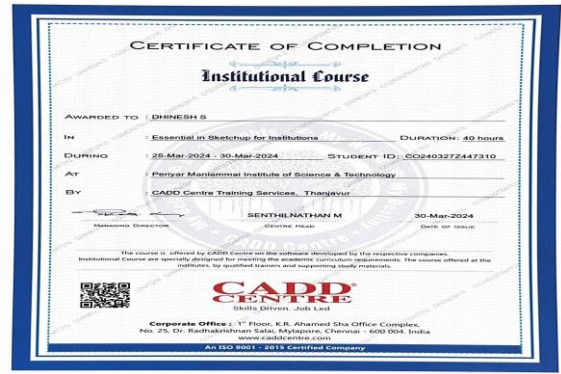 CERTIFICATE OF COMPLETION
Institutional Course
AWARDED TO : DHINESH S
IN : Essential in Sketchup for Institutions DURATION: 40 hours
DURING : 25-Mar-2024 - 30-Mar-2024 STUDENT ID: CO240327Z447310
AT : Periyar Maniammai Institute of Science & Technology
BY : CADD Centre Training Services, Thanjavur
SENTHILNATHAN M 30-Mar-2024
MANAGING DIRECTOR CENTRE HEAD DATE OF ISSUE
The course is offered by CADD Centre on the software developed by the respective companies.
Institutional Course are specially designed for meeting the academic curriculum requirements. The course offered at the
institutes, by qualified trainers and supporting study materials.
CADD
CENTRE
Skills Driven. Job Led
Corporate Office : 1st Floor, K.R. Ahamed Sha Office Complex,
No. 25, Dr. Radhakrishnan Salai, Mylapore, Chennai - 600 004. India
www.caddcentre.com
An ISO 9001 - 2015 Certified Company